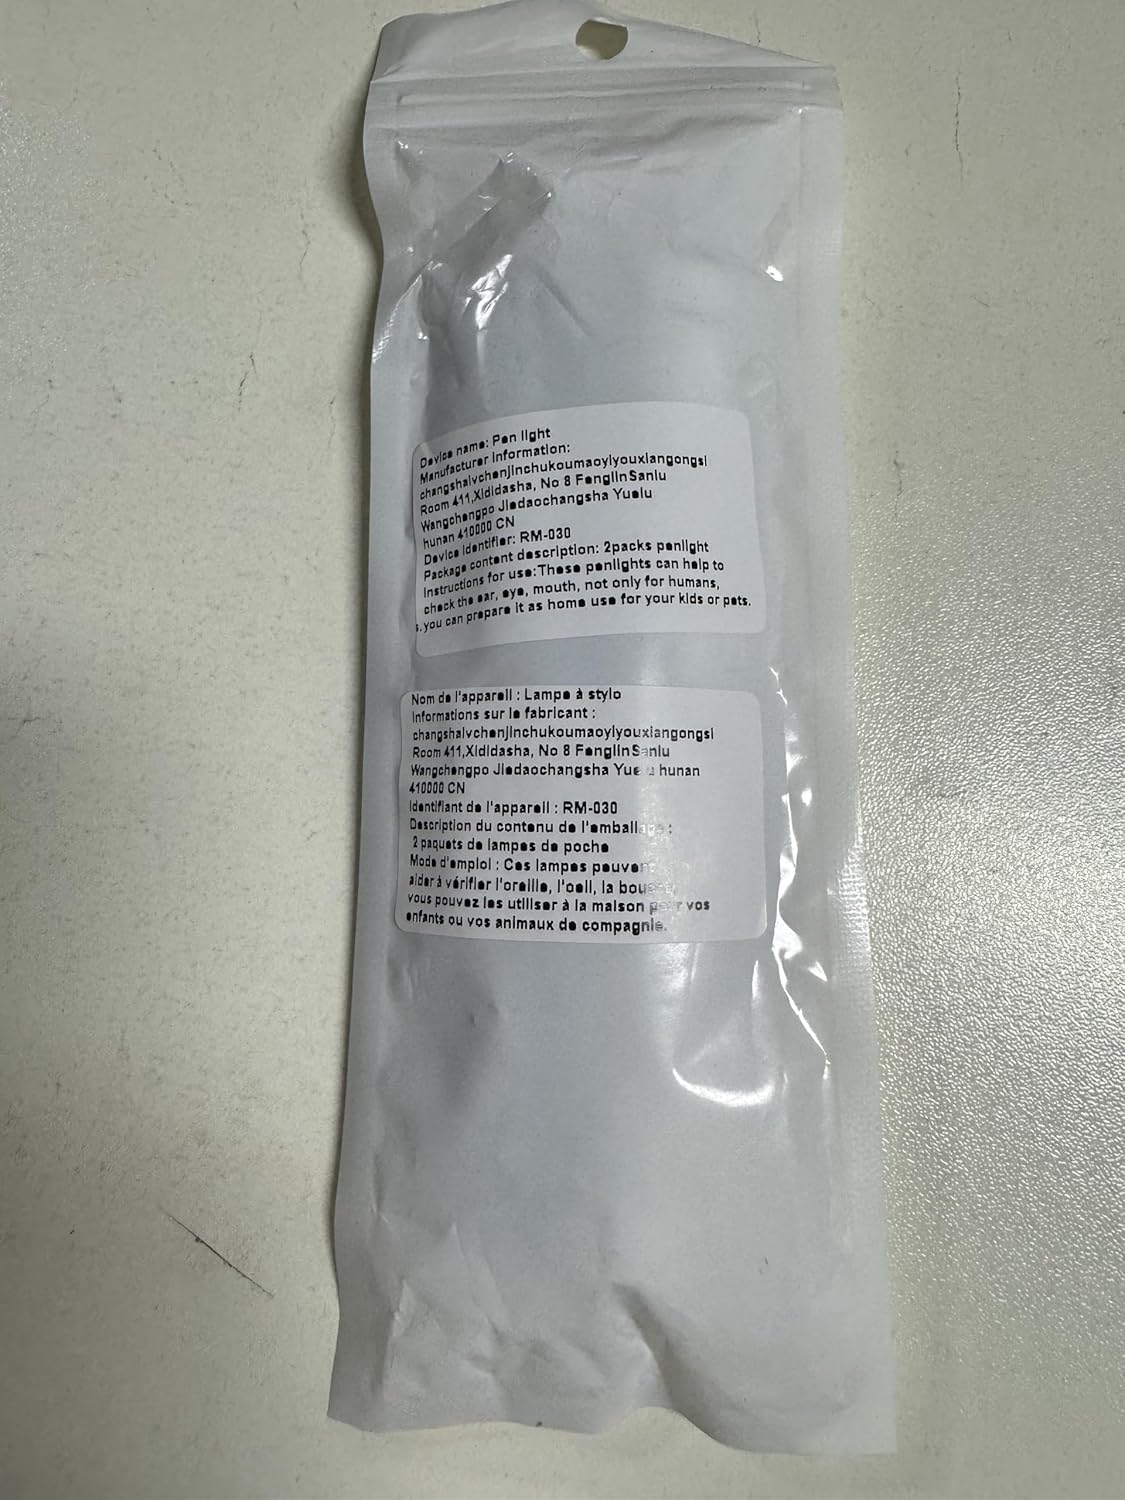 Device name: Pen light
Manufacturer Information:
changshalvchenjinchukoumaoyiyouxiangongsi
Room 411,Xididasha, No 8 FenglinSanlu
Wangchengpo Jiedaochangsha Yuelu
hunan 410000 CN
Device identifier: RM-030
Package content description: 2packs penlight
Instructions for use:These penlights can help to
check the ear, eye, mouth, not only for humans,
you can prepare it as home use for your kids or pets.
Nom de l'appareil : Lampe à stylo
Informations sur le fabricant :
changshalvchenjinchukoumaoyiyouxiangongsi
Room 411,Xididasha, No 8 FenglinSanlu
Wangchengpo Jiedaochangsha hunan
410000 CN
Identifiant de l'appareil : RM-030
Description du contenu de l'emballage :
2 paquets de lampes de poche
Mode d'emploi : Ces lampes
aider à vérifier l'oreille, l'oeil, la
vous pouvez les utiliser à la maison pour vos
enfants ou vos animaux de compagnie.